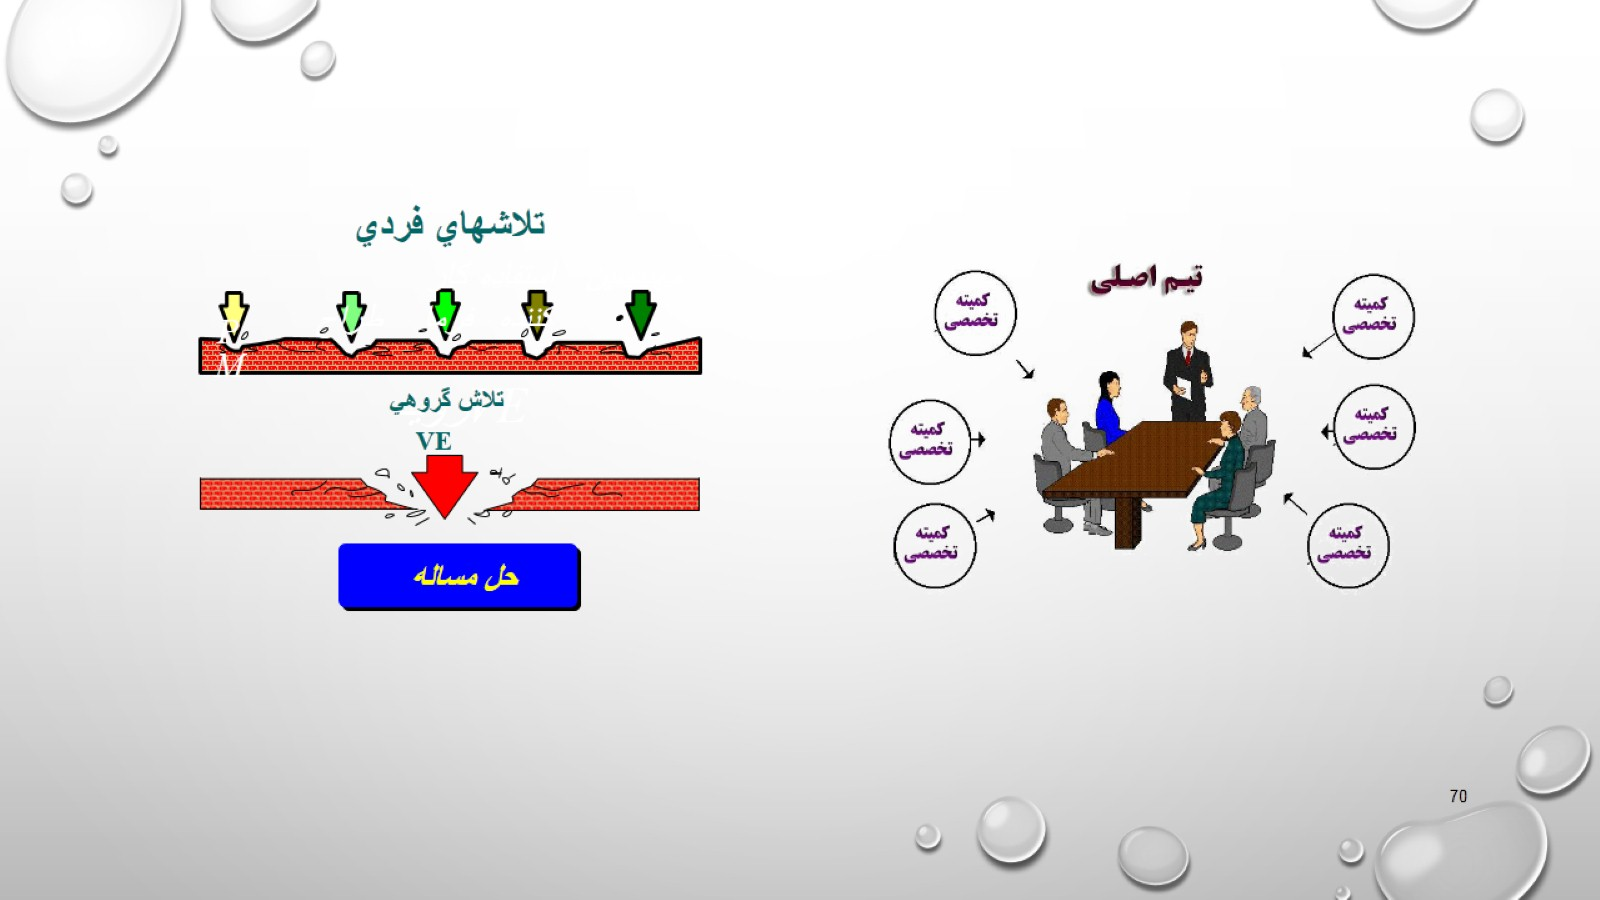 تلاشهاي فردي
تلاش گروهي
VE
حل مساله
تیم اصلی
کمیته
تخصصی
کمیته
تخصصی
کمیته
تخصصی
کمیته
تخصصی
کمیته
تخصصی
کمیته
تخصصی
70